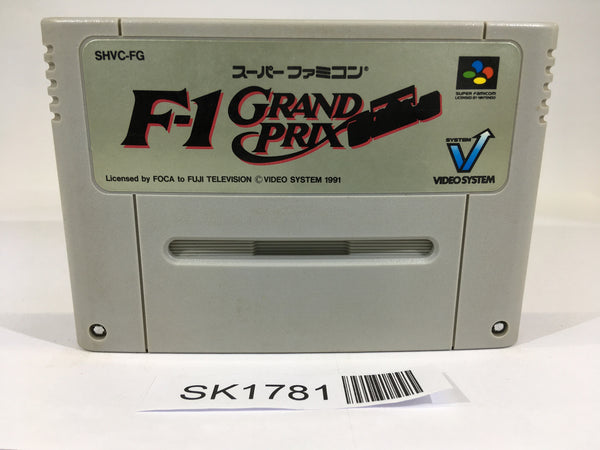 SHVC-FG
スーパーファミコン®
F-1 GRAND PRIX
SUPER FAMICOM
LICENSED BY NINTENDO
SYSTEM
V
VIDEO SYSTEM
Licensed by FOCA to FUJI TELEVISION © VIDEO SYSTEM 1991
SK1781